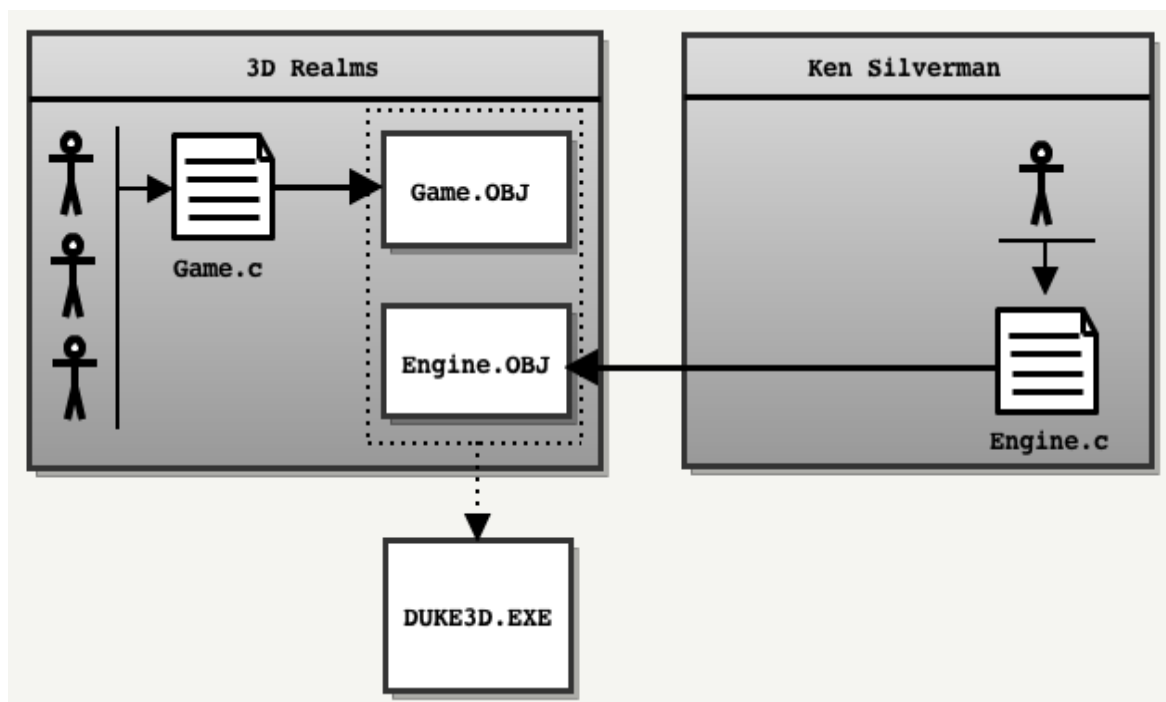 3D Realms
Ken Silverman
Game.OBJ
Game.c
Engine.OBJ
Engine.c
DUKE3D.EXE